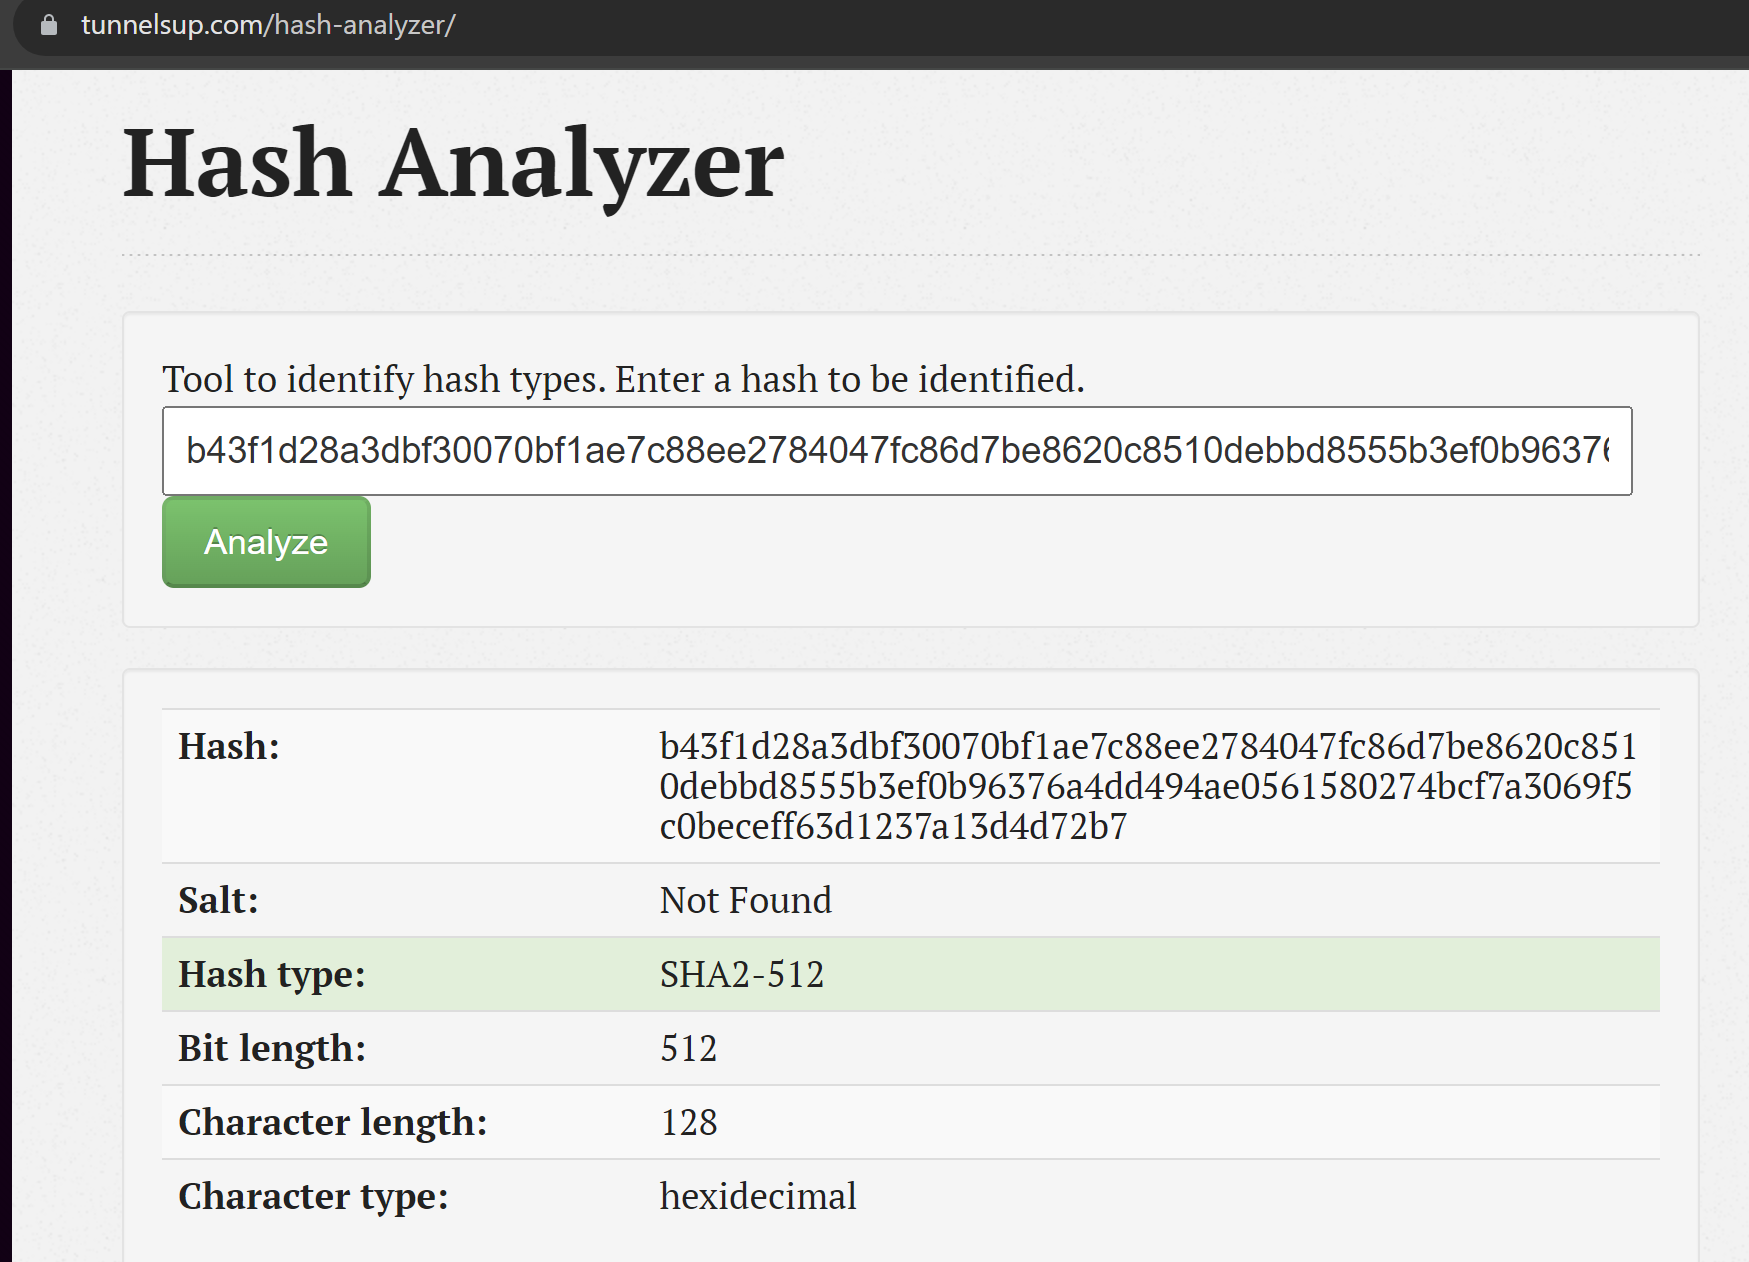 tunnelsup.com/hash-analyzer/
Hash Analyzer
Tool to identify hash types. Enter a hash to be identified.
b43f1d28a3dbf30070bf1ae7c88ee2784047fc86d7be8620c8510debbd8555b3ef0b96376
Analyze
Hash: b43f1d28a3dbf30070bf1ae7c88ee2784047fc86d7be8620c851
0debbd8555b3ef0b96376a4dd494ae0561580274bcf7a3069f5
c0beceff63d1237a13d4d72b7
Salt: Not Found
Hash type: SHA2-512
Bit length: 512
Character length: 128
Character type: hexidecimal